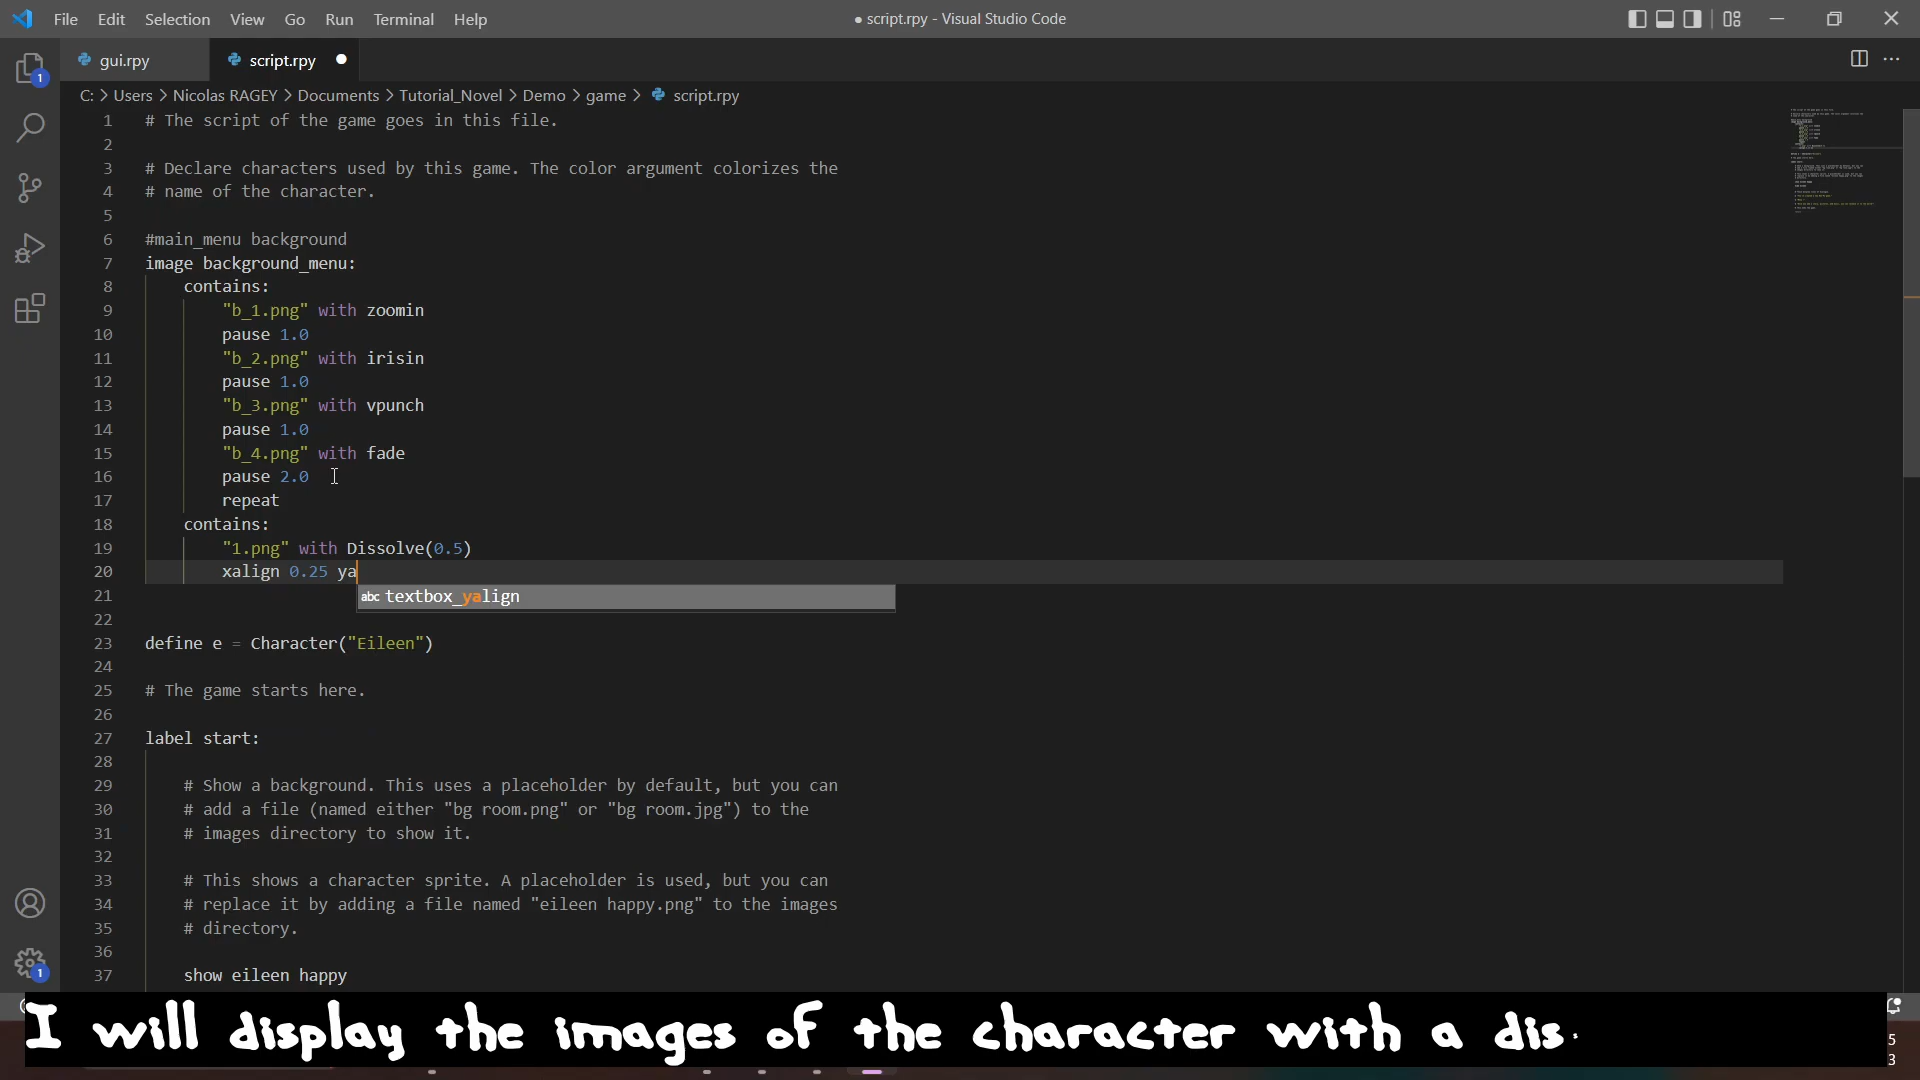 File Edit Selection View Go Run Terminal Help
● script.rpy - Visual Studio Code
gui.rpy
script.rpy ●
C: > Users > Nicolas RAGEY > Documents > Tutorial_Novel > Demo > game > script.rpy
1 # The script of the game goes in this file.
2
3 # Declare characters used by this game. The color argument colorizes the
4 # name of the character.
5
6 #main_menu background
7 image background_menu:
8 contains:
9 "b_1.png" with zoomin
10 pause 1.0
11 "b_2.png" with irisin
12 pause 1.0
13 "b_3.png" with vpunch
14 pause 1.0
15 "b_4.png" with fade
16 pause 2.0
17 repeat
18 contains:
19 "1.png" with Dissolve(0.5)
20 xalign 0.25 ya
21 abc textbox_yalign
22
23 define e = Character("Eileen")
24
25 # The game starts here.
26
27 label start:
28
29 # Show a background. This uses a placeholder by default, but you can
30 # add a file (named either "bg room.png" or "bg room.jpg") to the
31 # images directory to show it.
32
33 # This shows a character sprite. A placeholder is used, but you can
34 # replace it by adding a file named "eileen happy.png" to the images
35 # directory.
36
37 show eileen happy
1
1
I will display the images of the character with a dis
5
3